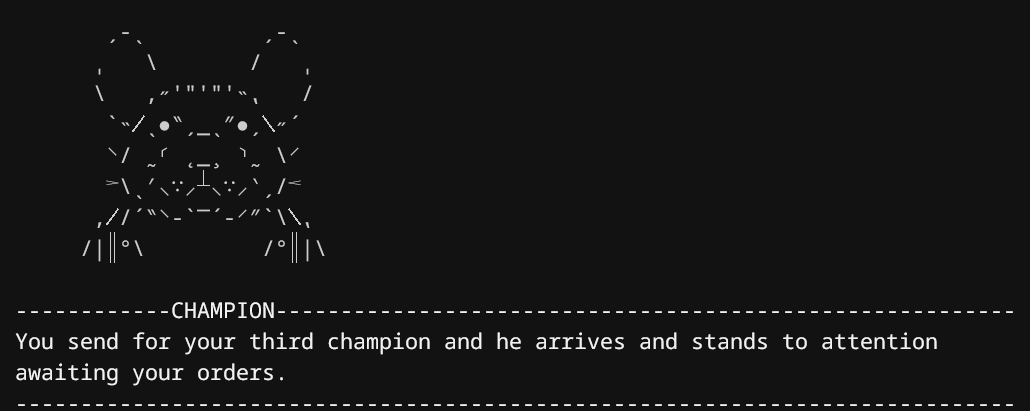 ------------CHAMPION---------------------------------------------------------
You send for your third champion and he arrives and stands to attention
awaiting your orders.
-----------------------------------------------------------------------------